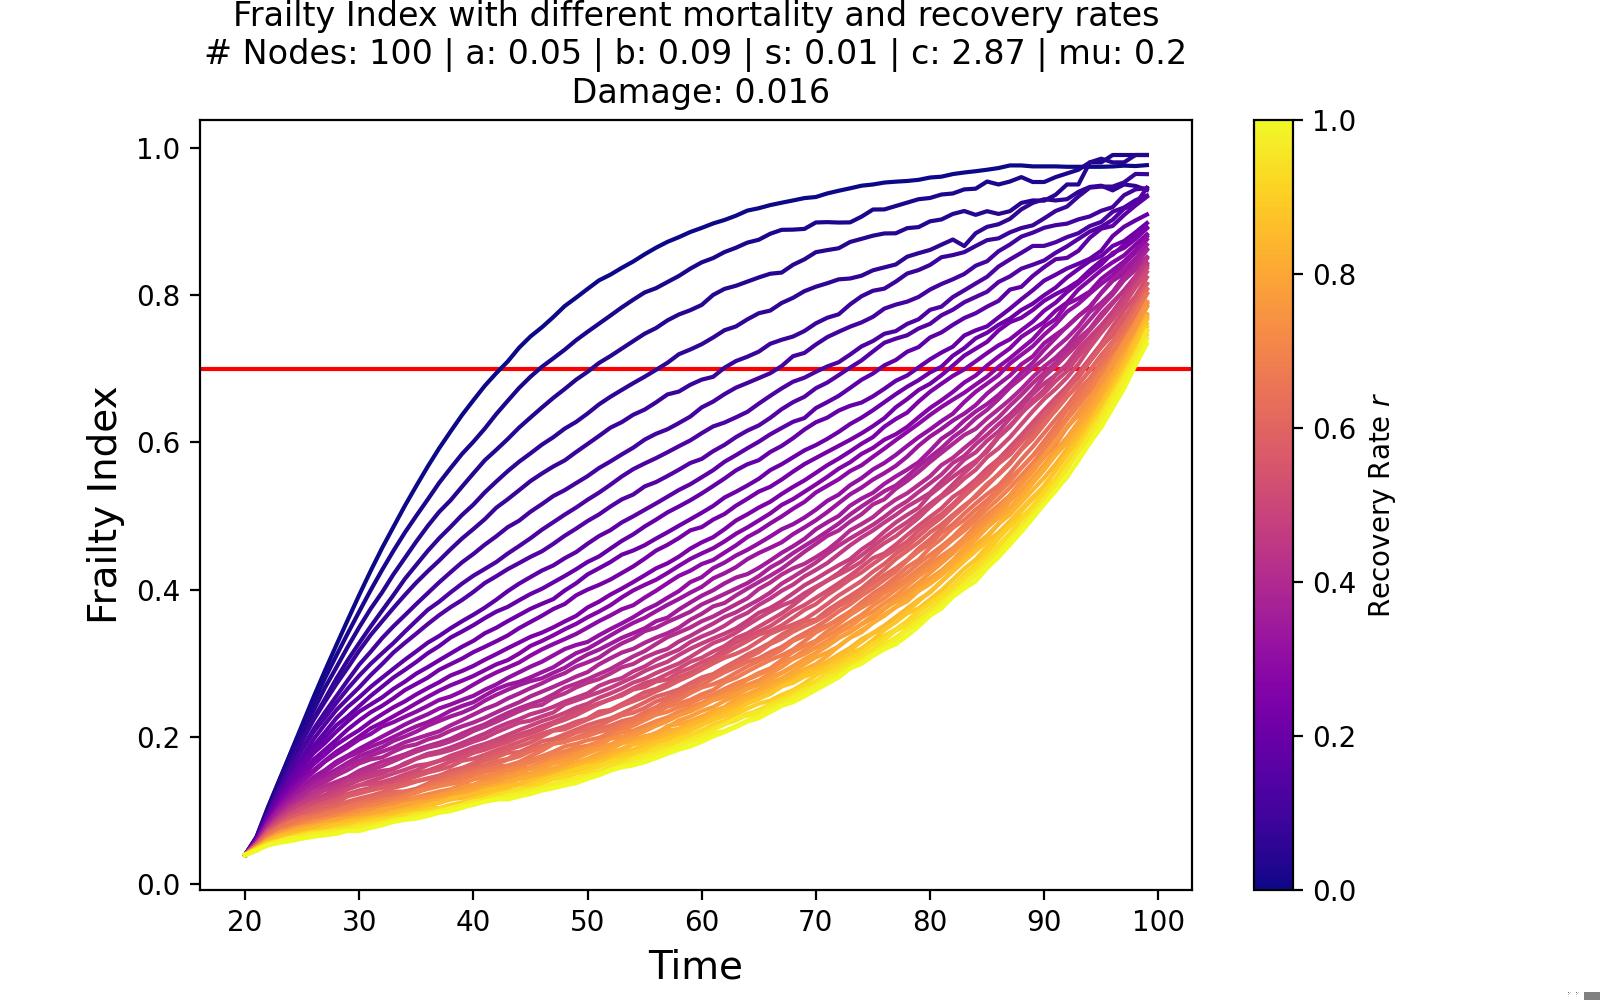 Frailty Index with different mortality and recovery rates
# Nodes: 100 | a: 0.05 | b: 0.09 | s: 0.01 | c: 2.87 | mu: 0.2
Damage: 0.016
Frailty Index
1.0
0.8
0.6
0.4
0.2
0.0
20 30 40 50 60 70 80 90 100
Time
1.0
0.8
0.6
0.4
0.2
0.0
Recovery Rate r